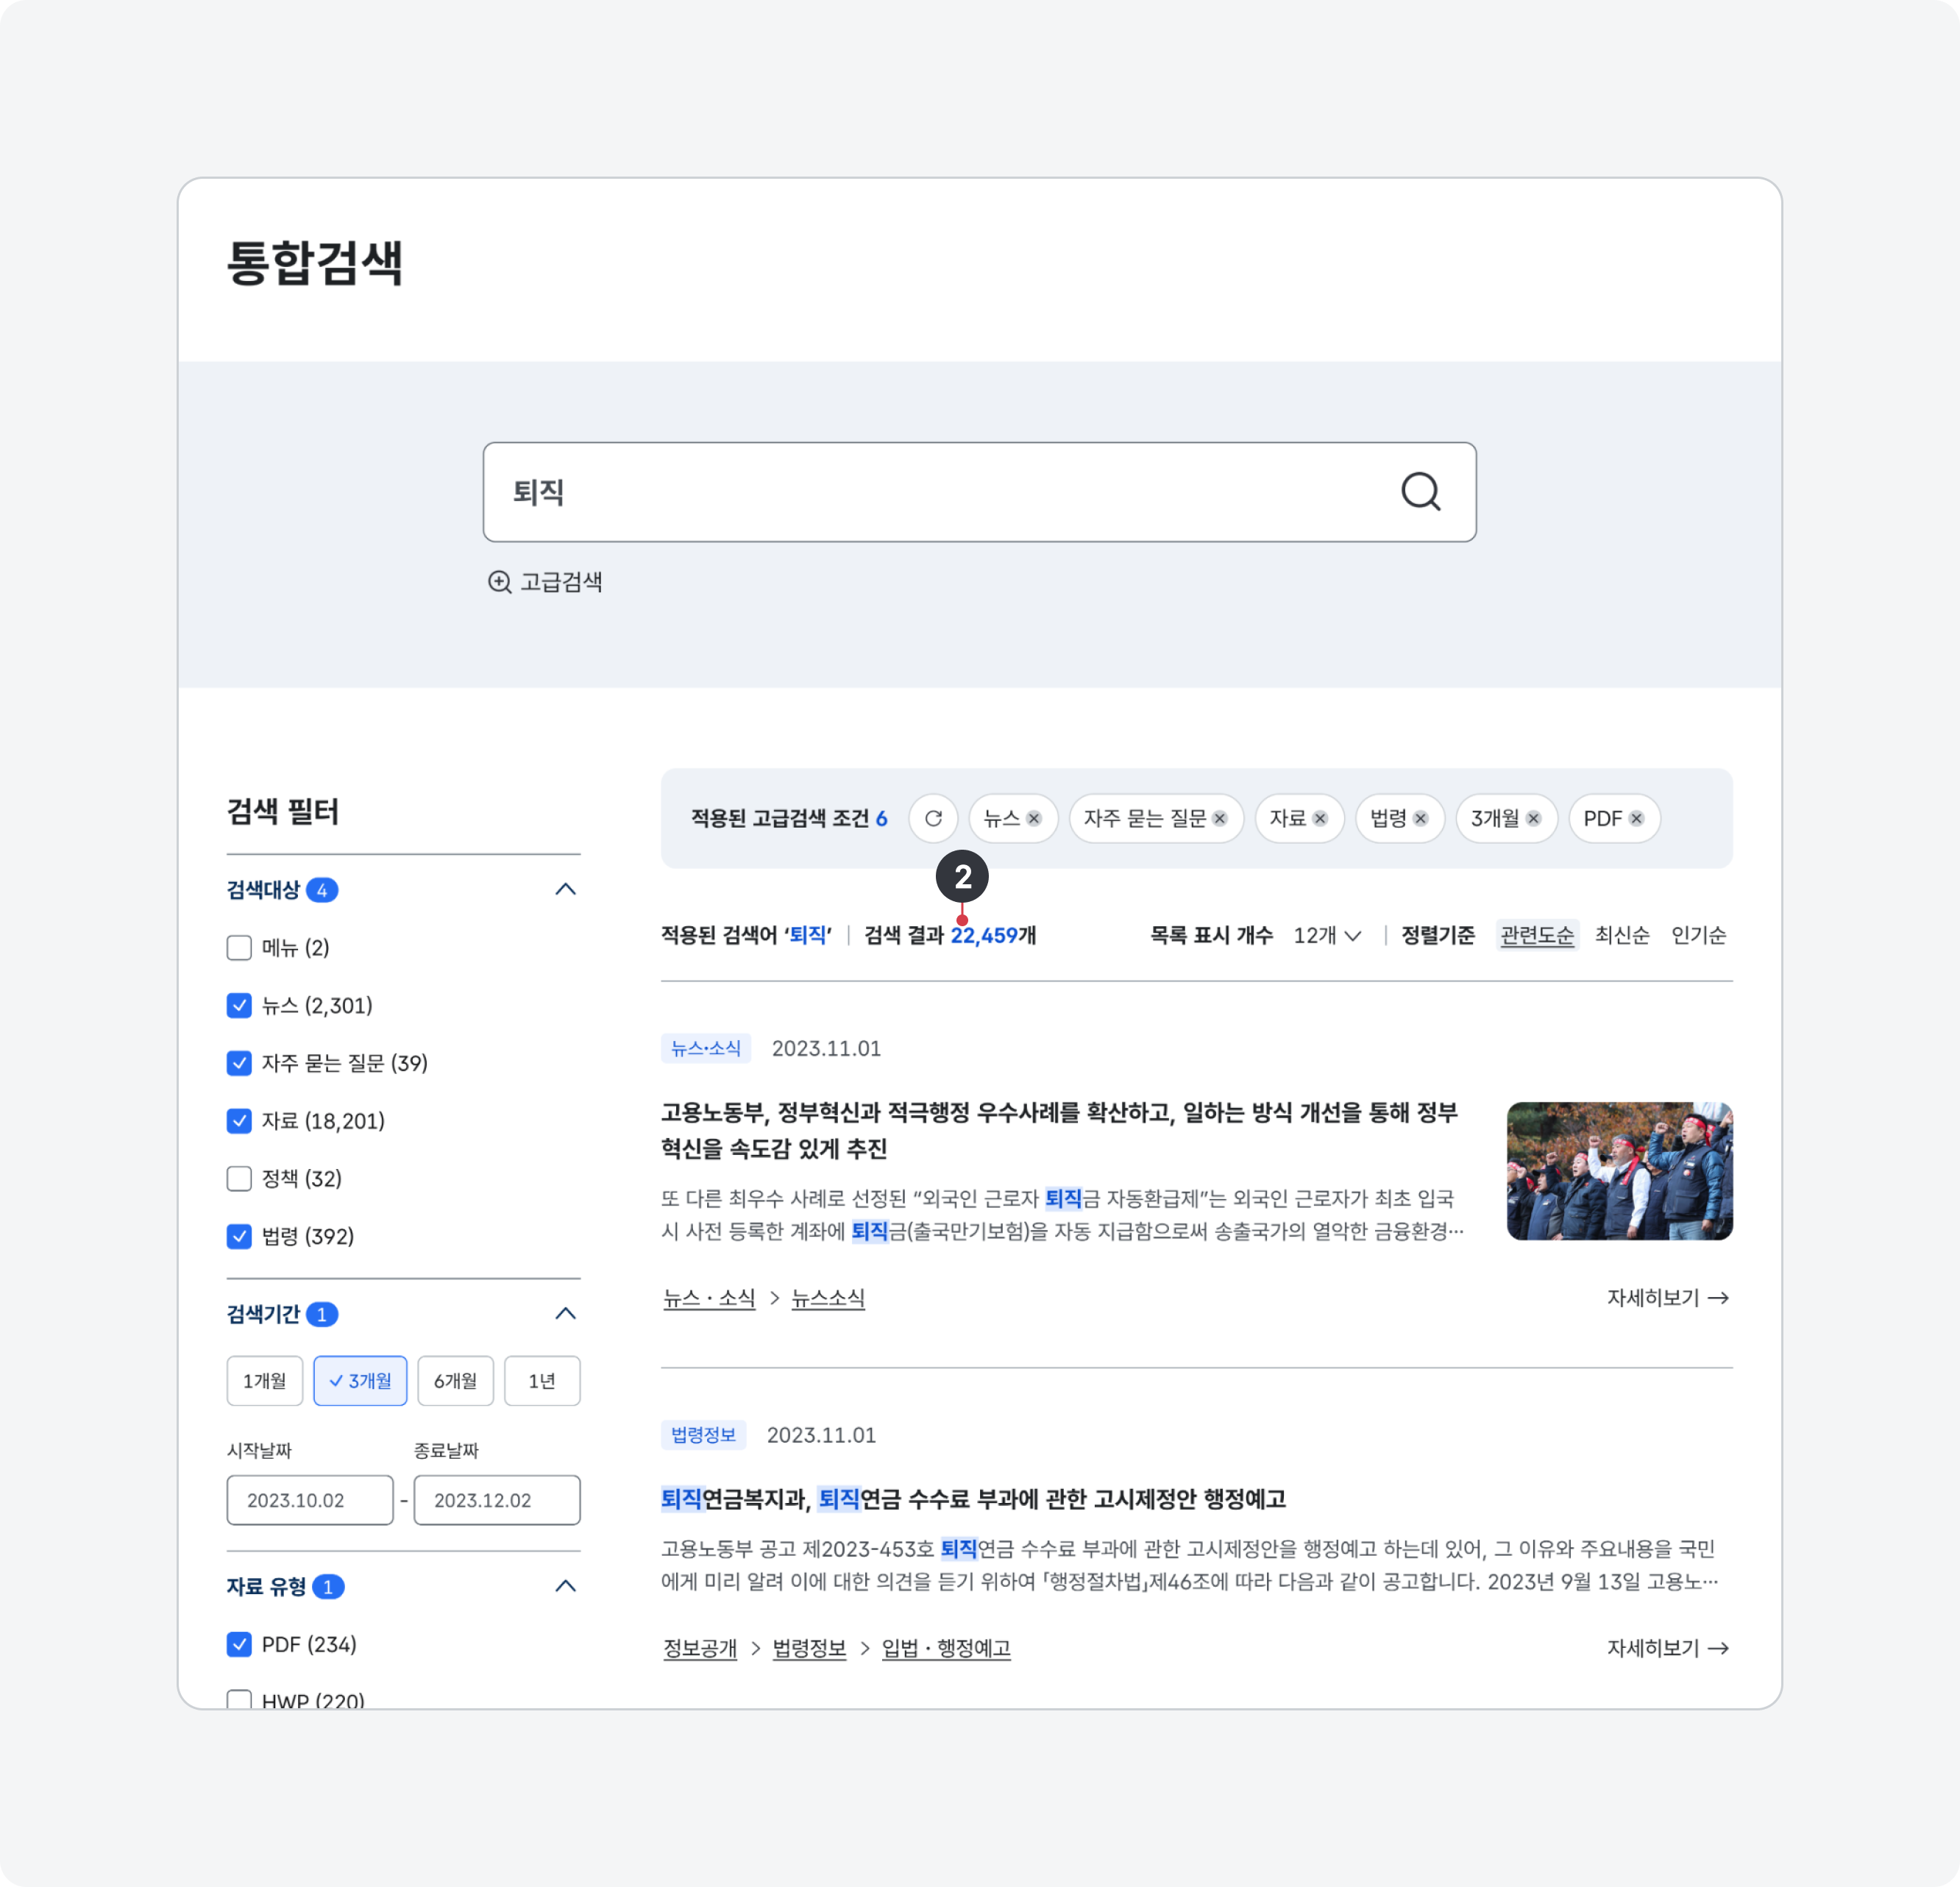 통합검색
퇴직
고급검색
검색 필터
검색대상 4
메뉴 (2)
뉴스 (2,301)
자주 묻는 질문 (39)
자료 (18,201)
정책 (32)
법령 (392)
검색기간 1
1개월 3개월 6개월 1년
시작날짜 종료날짜
2023.10.02 - 2023.12.02
자료 유형 1
PDF (234)
HWP (220)
적용된 고급검색 조건 6 뉴스 자주 묻는 질문 자료 법령 3개월 PDF
2
적용된 검색어 ‘퇴직’ | 검색 결과 22,459개 목록 표시 개수 12개 | 정렬기준 관련도순 최신순 인기순
뉴스·소식 2023.11.01
고용노동부, 정부혁신과 적극행정 우수사례를 확산하고, 일하는 방식 개선을 통해 정부
혁신을 속도감 있게 추진
또 다른 최우수 사례로 선정된 “외국인 근로자 퇴직금 자동환급제”는 외국인 근로자가 최초 입국
시 사전 등록한 계좌에 퇴직금(출국만기보험)을 자동 지급함으로써 송출국가의 열악한 금융환경…
뉴스 · 소식 > 뉴스소식 자세히보기 →
법령정보 2023.11.01
퇴직연금복지과, 퇴직연금 수수료 부과에 관한 고시제정안 행정예고
고용노동부 공고 제2023-453호 퇴직연금 수수료 부과에 관한 고시제정안을 행정예고 하는데 있어, 그 이유와 주요내용을 국민
에게 미리 알려 이에 대한 의견을 듣기 위하여 「행정절차법」제46조에 따라 다음과 같이 공고합니다. 2023년 9월 13일 고용노…
정보공개 > 법령정보 > 입법 · 행정예고 자세히보기 →